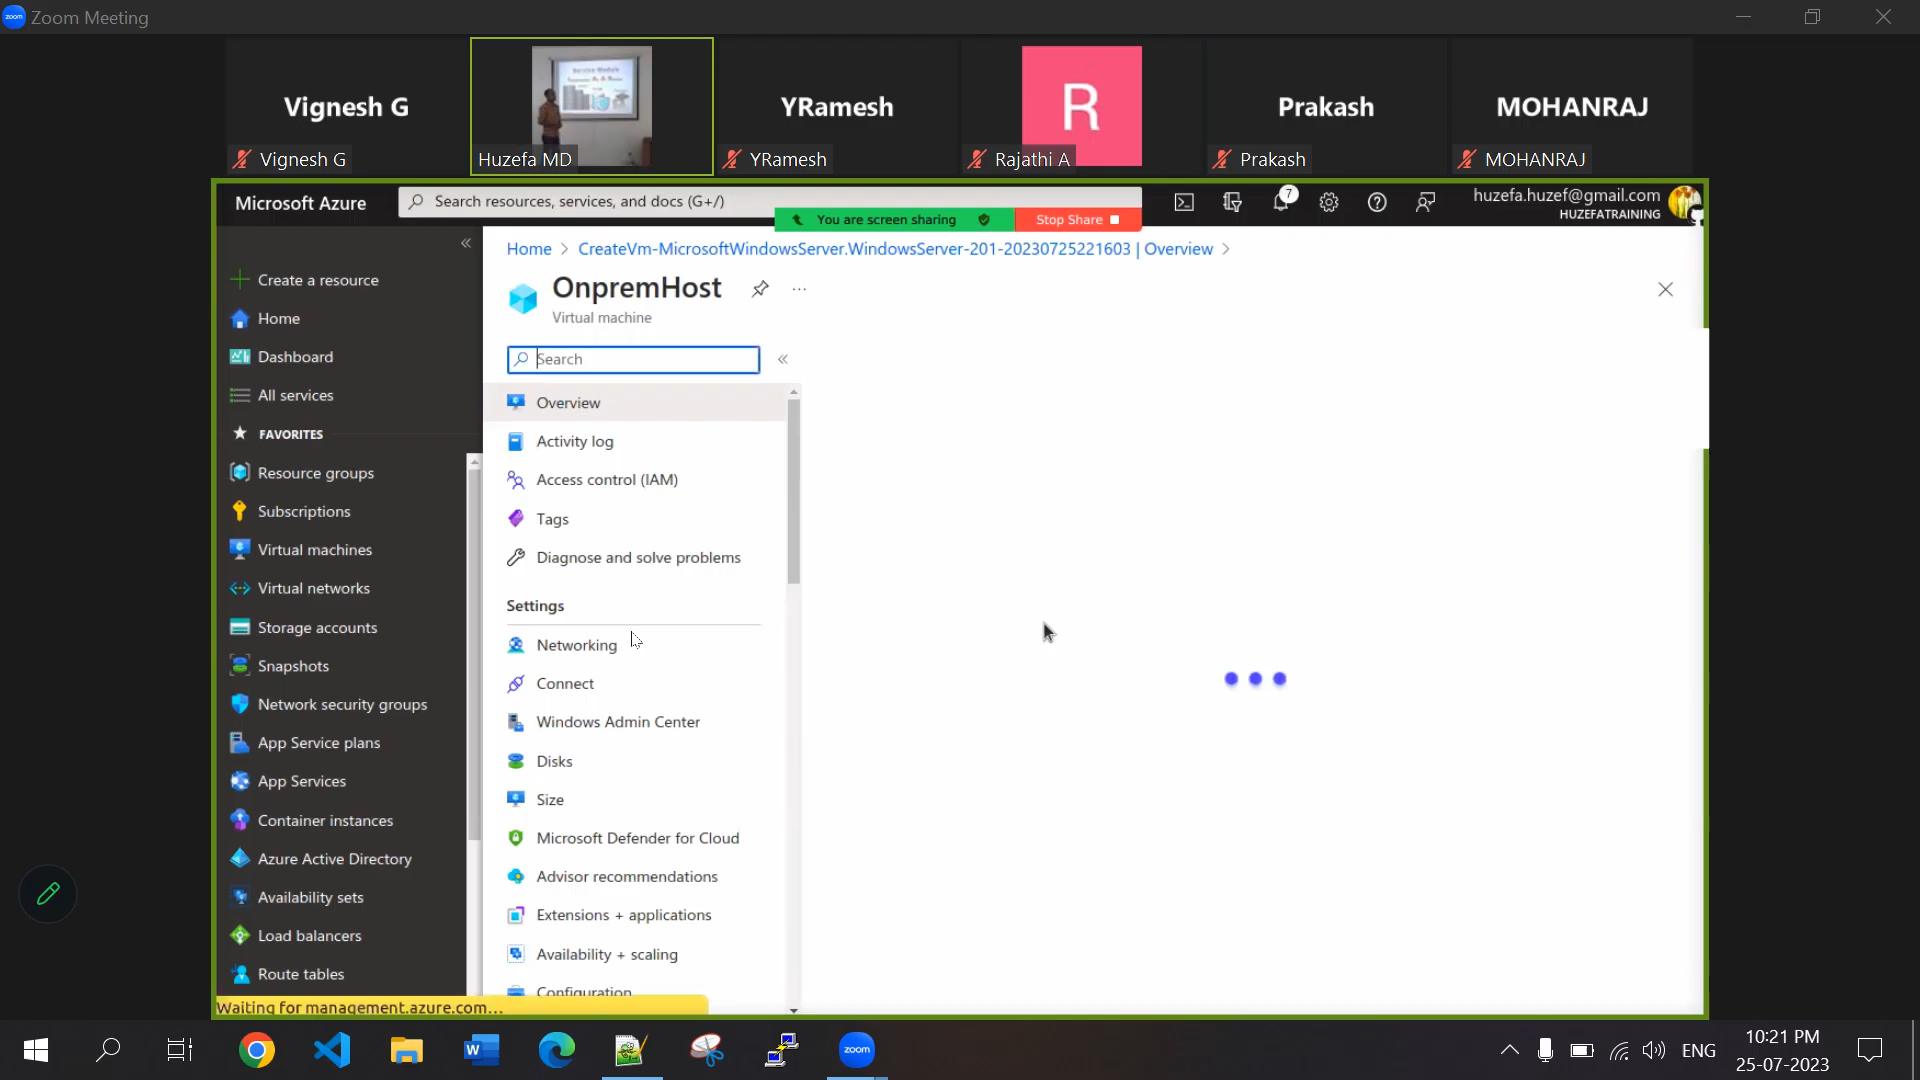 zoom Zoom Meeting
Vignesh G
Vignesh G
Service Module
Huzefa MD
YRamesh
YRamesh
R
Rajathi A
Prakash
Prakash
MOHANRAJ
MOHANRAJ
Microsoft Azure
Search resources, services, and docs (G+/)
You are screen sharing
Stop Share
7
huzefa.huzef@gmail.com
HUZEFATRAINING
Home > CreateVm-MicrosoftWindowsServer.WindowsServer-201-20230725221603 | Overview >
Create a resource
Home
Dashboard
All services
FAVORITES
Resource groups
Subscriptions
Virtual machines
Virtual networks
Storage accounts
Snapshots
Network security groups
App Service plans
App Services
Container instances
Azure Active Directory
Availability sets
Load balancers
Route tables
Waiting for management.azure.com...
OnpremHost
Virtual machine
Search
Overview
Activity log
Access control (IAM)
Tags
Diagnose and solve problems
Settings
Networking
Connect
Windows Admin Center
Disks
Size
Microsoft Defender for Cloud
Advisor recommendations
Extensions + applications
Availability + scaling
Configuration
W
zoom
ENG
10:21 PM
25-07-2023